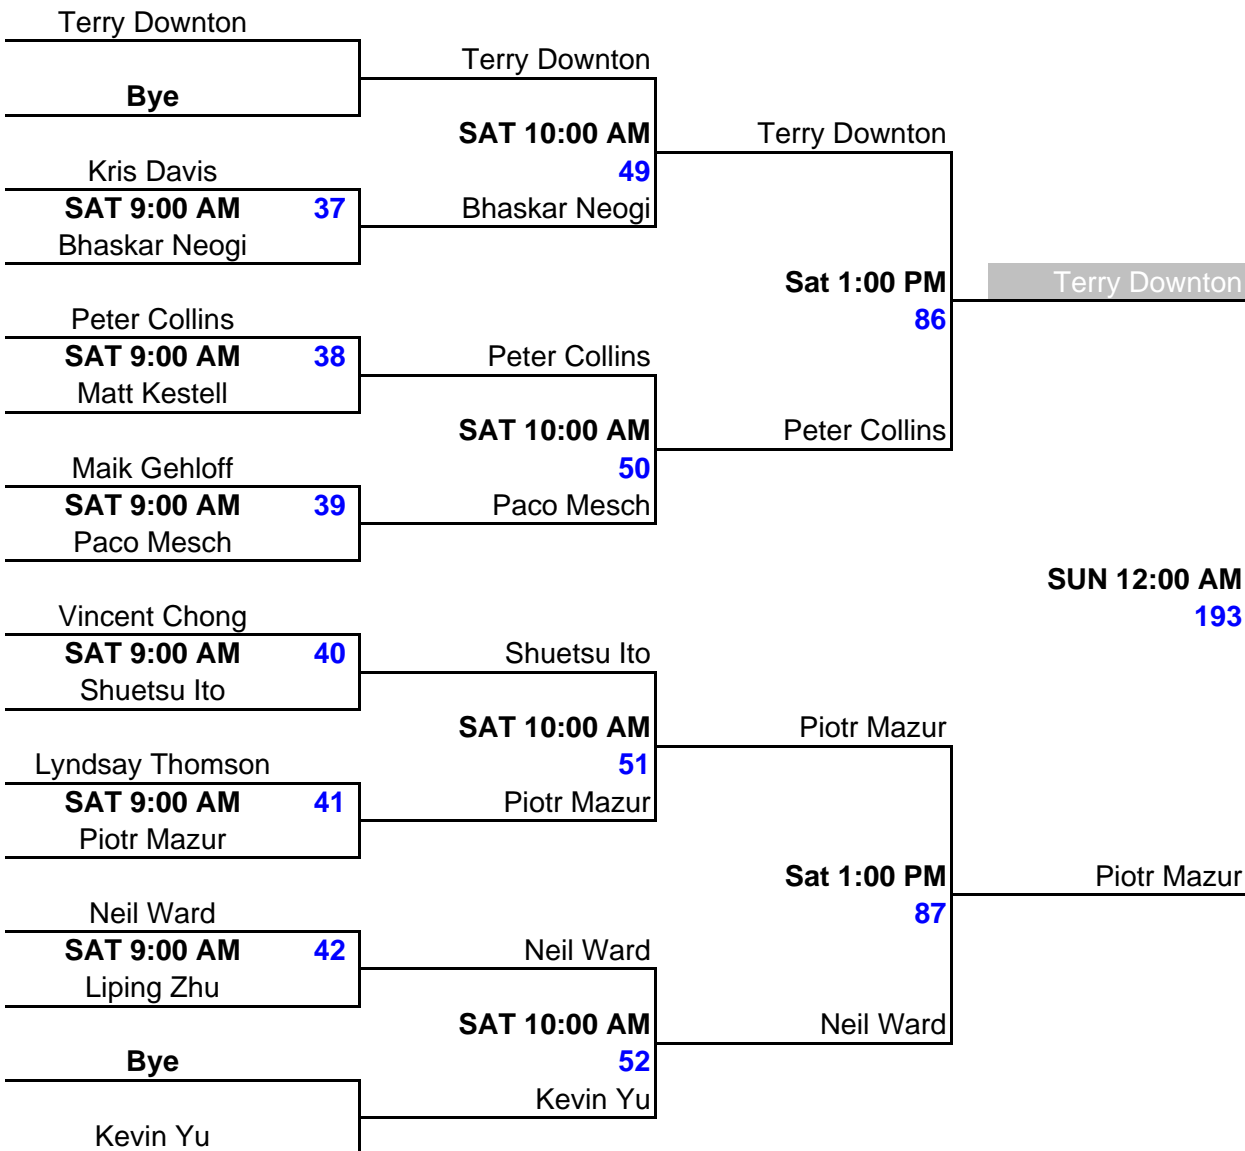 Terry Downton
Terry Downton
Bye
SAT 10:00 AM
Terry Downton
Kris Davis
49
SAT 9:00 AM 37
Bhaskar Neogi
Bhaskar Neogi
Sat 1:00 PM
Terry Downton
Peter Collins
86
SAT 9:00 AM 38
Peter Collins
Matt Kestell
SAT 10:00 AM
Peter Collins
Maik Gehloff
50
SAT 9:00 AM 39
Paco Mesch
Paco Mesch
SUN 12:00 AM
Vincent Chong
193
SAT 9:00 AM 40
Shuetsu Ito
Shuetsu Ito
SAT 10:00 AM
Piotr Mazur
Lyndsay Thomson
51
SAT 9:00 AM 41
Piotr Mazur
Piotr Mazur
Sat 1:00 PM
Piotr Mazur
Neil Ward
87
SAT 9:00 AM 42
Neil Ward
Liping Zhu
SAT 10:00 AM
Neil Ward
Bye
52
Kevin Yu
Kevin Yu